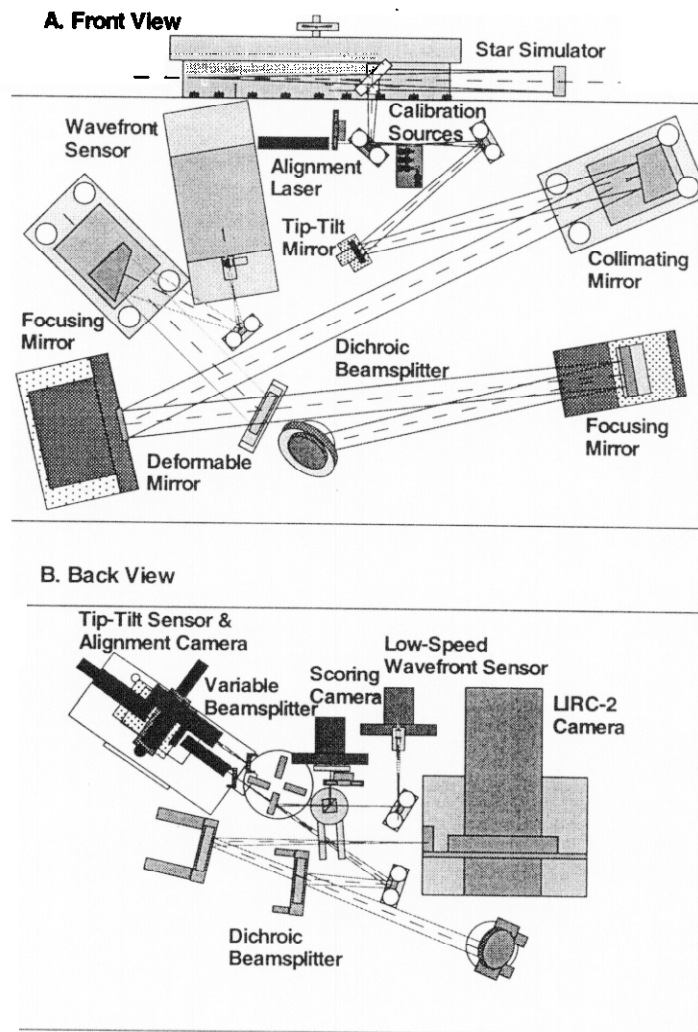 A. Front View
Star Simulator
Calibration
Sources
Wavefront
Sensor
Alignment
Laser
Tip-Tilt
Mirror
Collimating
Mirror
Focusing
Mirror
Dichroic
Beamsplitter
Focusing
Mirror
Deformable
Mirror
B. Back View
Tip-Tilt Sensor &
Alignment Camera
Low-Speed
Wavefront Sensor
Variable
Beamsplitter
Scoring
Camera
LIRC-2
Camera
Dichroic
Beamsplitter